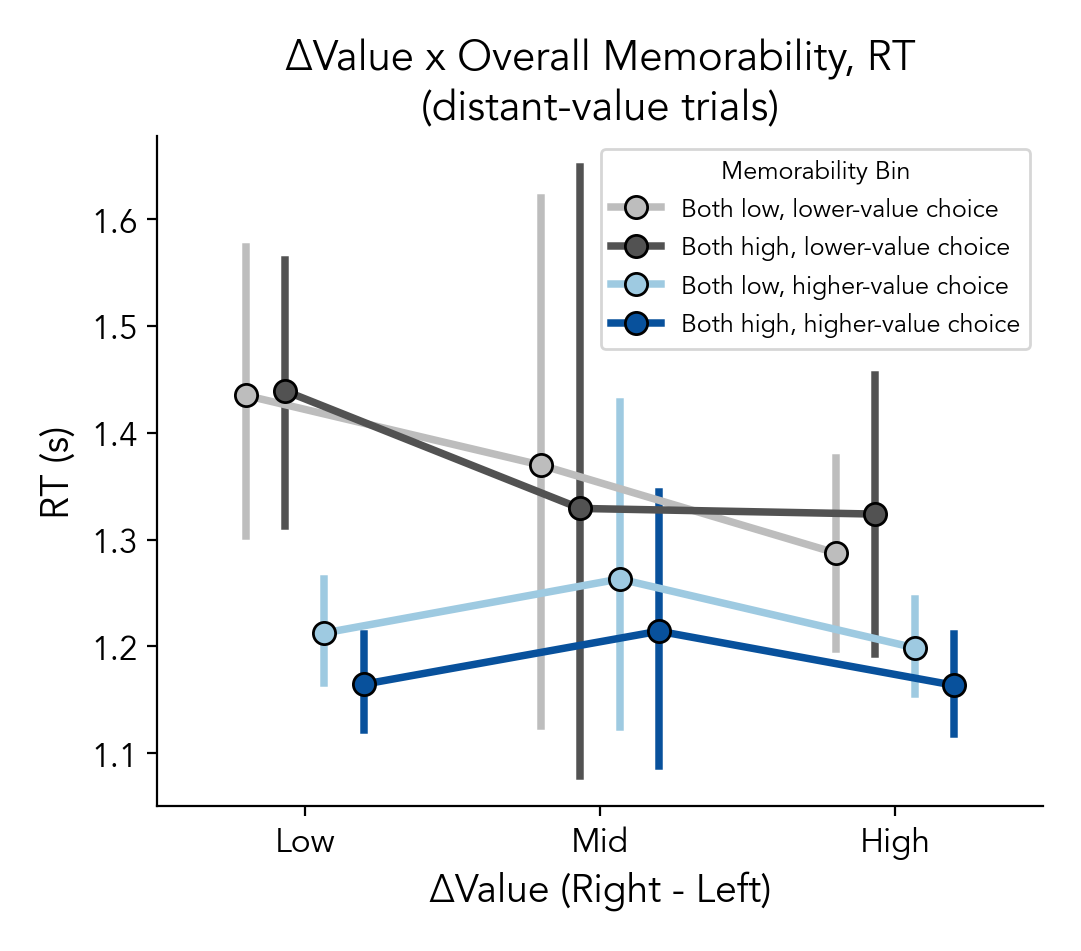 ΔValue x Overall Memorability, RT
(distant-value trials)
Memorability Bin
Both low, lower-value choice
Both high, lower-value choice
Both low, higher-value choice
Both high, higher-value choice
RT (s)
1.6
1.5
1.4
1.3
1.2
1.1
Low
Mid
High
ΔValue (Right - Left)